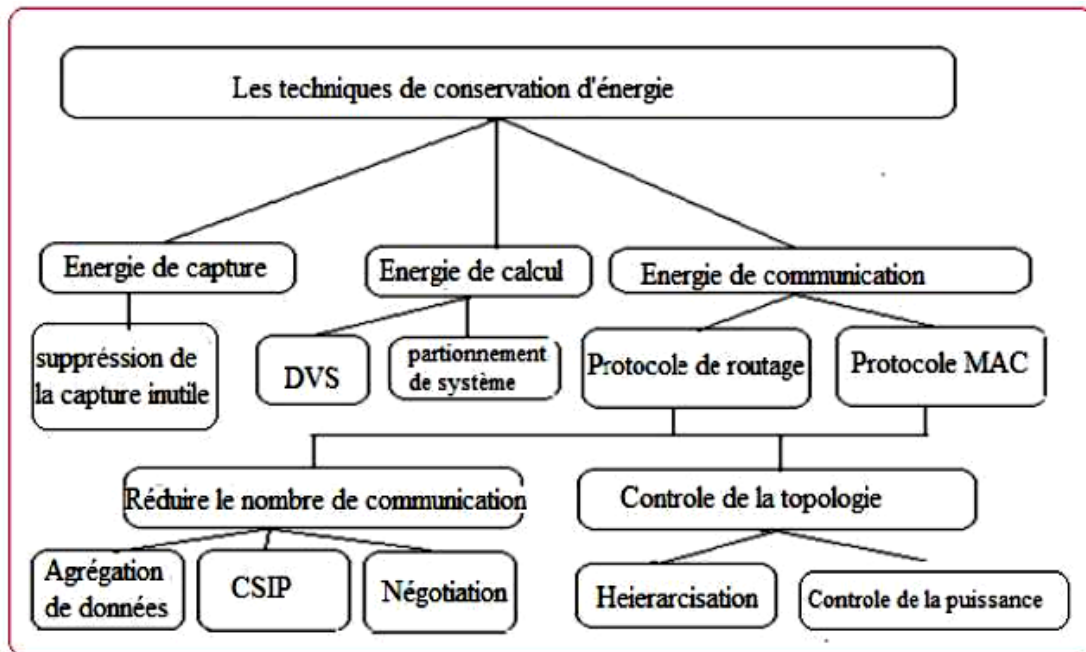 Les techniques de conservation d'énergie
Energie de capture
Energie de calcul
Energie de communication
suppréssion de
la capture inutile
DVS
partionnement
de système
Protocole de routage
Protocole MAC
Réduire le nombre de communication
Controle de la topologie
Agrégation
de données
CSIP
Négotiation
Heierarcisation
Controle de la puissance